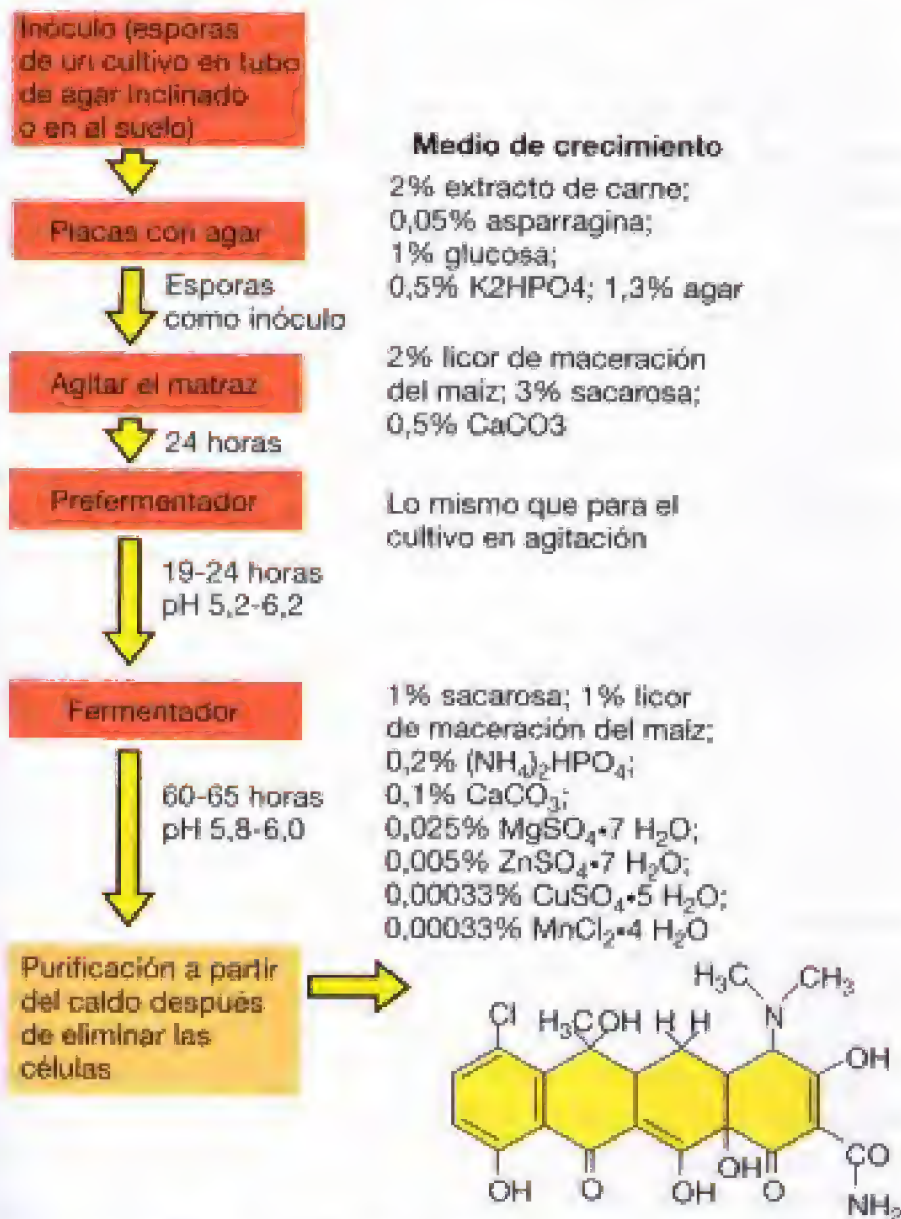 Inóculo (esporas
de un cultivo en tubo
de agar inclinado
o en al suelo)
Medio de crecimiento
Placas con agar
2% extracto de carne;
0,05% asparragina;
1% glucosa;
0,5% K2HPO4; 1,3% agar
Esporas
como inóculo
Agitar el matraz
2% licor de maceración
del maíz; 3% sacarosa;
0,5% CaCO3
24 horas
Prefermentador
Lo mismo que para el
cultivo en agitación
19-24 horas
pH 5,2-6,2
Fermentador
1% sacarosa; 1% licor
de maceración del maíz;
0,2% (NH₄)₂HPO₄;
0,1% CaCO₃;
0,025% MgSO₄•7 H₂O;
0,005% ZnSO₄•7 H₂O;
0,00033% CuSO₄•5 H₂O;
0,00033% MnCl₂•4 H₂O
60-65 horas
pH 5,8-6,0
Purificación a partir
del caldo después
de eliminar las
células
H₃C CH₃
N
Cl H₃C OH H H
OH
CO
NH₂
OH O OH OH O